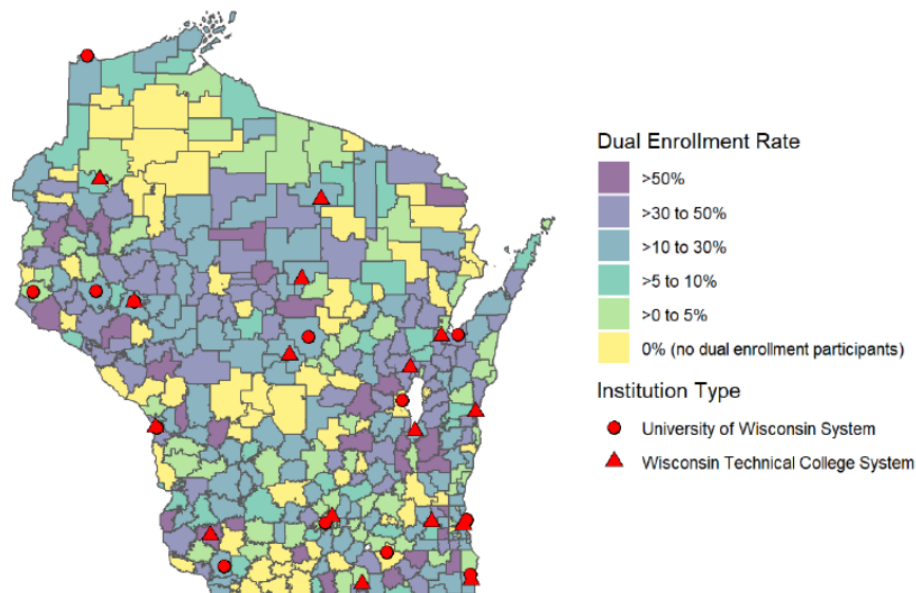 Dual Enrollment Rate
>50%
>30 to 50%
>10 to 30%
>5 to 10%
>0 to 5%
0% (no dual enrollment participants)
Institution Type
University of Wisconsin System
Wisconsin Technical College System